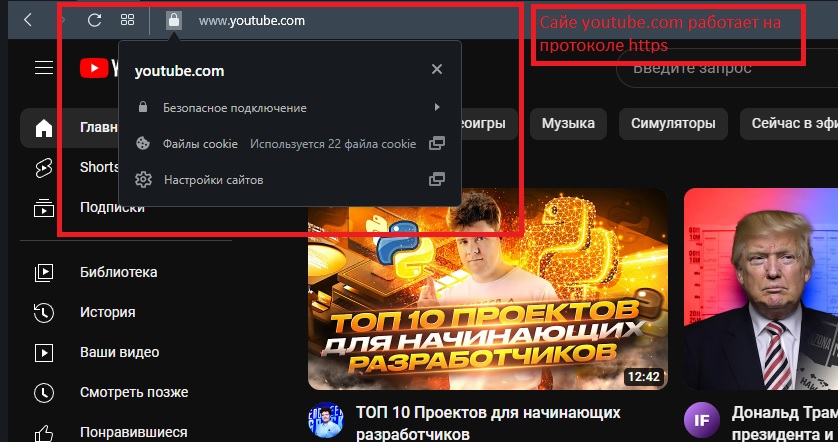 www.youtube.com
Сайе youtube.com работает на
протоколе https
youtube.com
Введите запрос
Безопасное подключение
Файлы cookie Используется 22 файла cookie
Настройки сайтов
Музыка
Симуляторы
Сейчас в эфи
Главн
Shorts
Подписки
Библиотека
История
Ваши видео
Смотреть позже
Понравившиеся
ТОП 10 ПРОЕКТОВ
ДЛЯ НАЧИНАЮЩИХ
РАЗРАБОТЧИКОВ
12:42
ТОП 10 Проектов для начинающих
разработчиков
IF
Дональд Трам
президента и